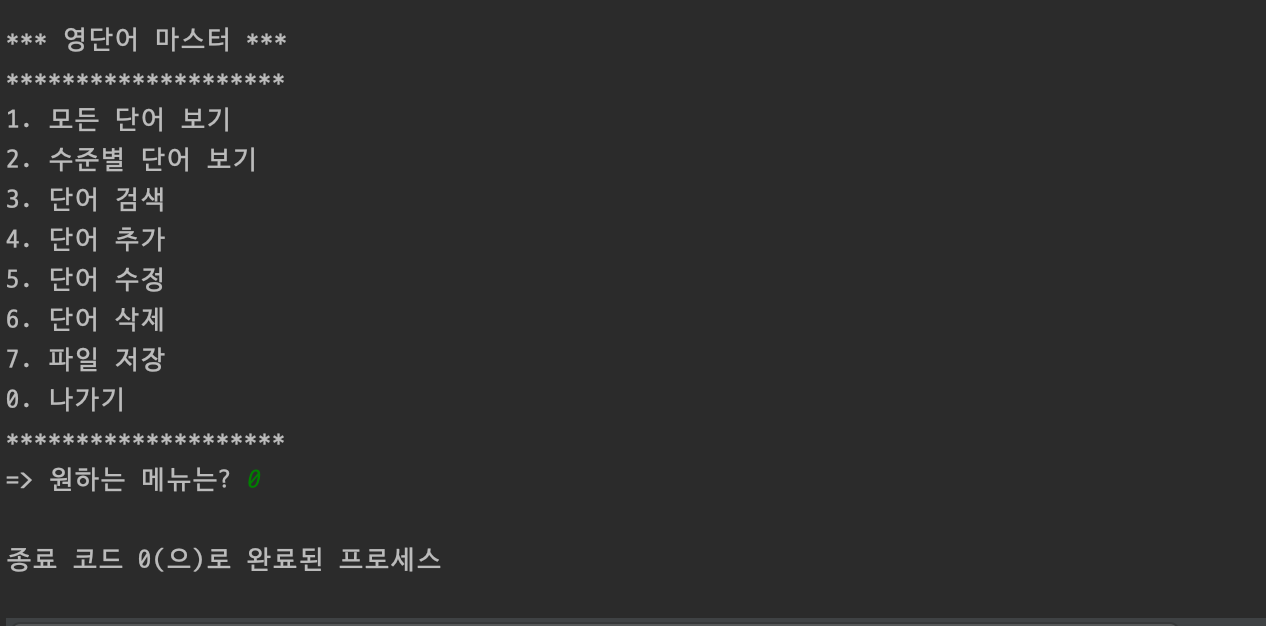 *** 영단어 마스터 ***
********************
1. 모든 단어 보기
2. 수준별 단어 보기
3. 단어 검색
4. 단어 추가
5. 단어 수정
6. 단어 삭제
7. 파일 저장
0. 나가기
********************
=> 원하는 메뉴는? 0
종료 코드 0(으)로 완료된 프로세스